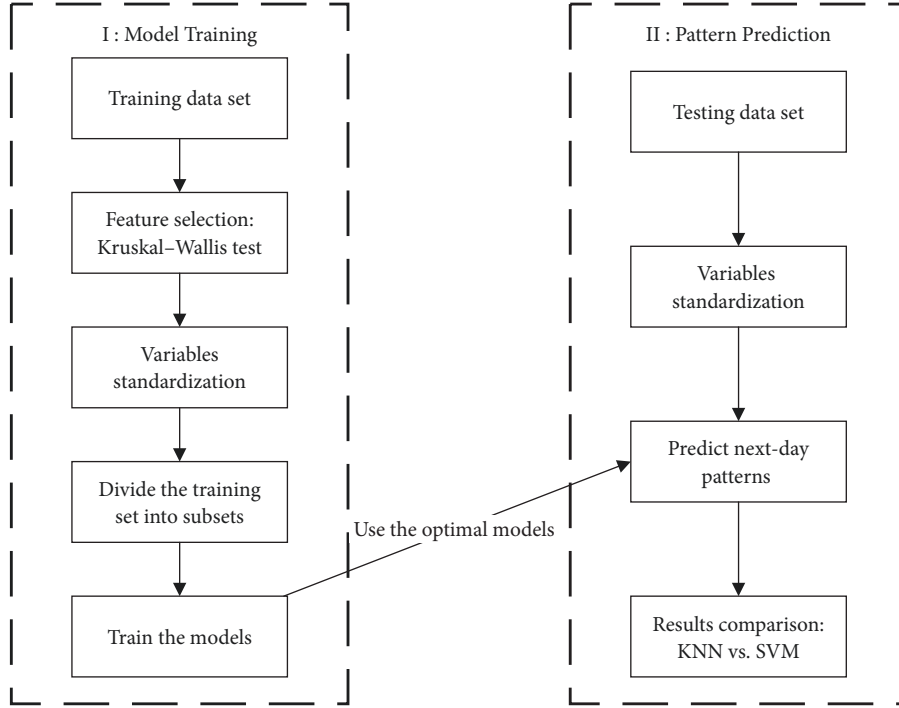 I : Model Training
Training data set
Feature selection:
Kruskal–Wallis test
Variables
standardization
Divide the training
set into subsets
Train the models
Use the optimal models
II : Pattern Prediction
Testing data set
Variables
standardization
Predict next-day
patterns
Results comparison:
KNN vs. SVM